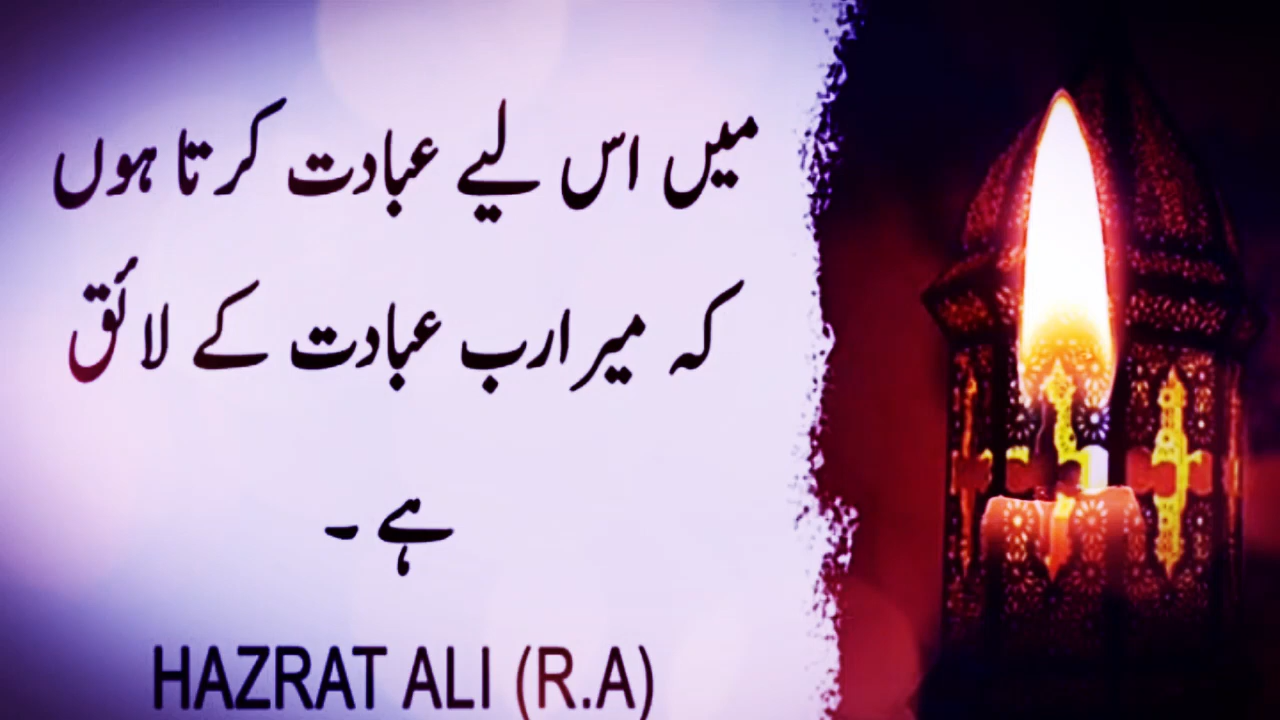 میں اس لیے عبادت کرتا ہوں
کہ میرا رب عبادت کے لائق
ہے ۔
HAZRAT ALI (R.A)